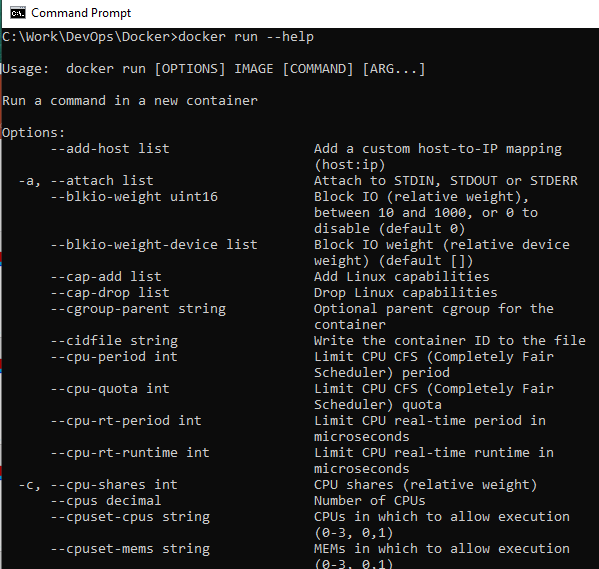 Command Prompt
C:\Work\DevOps\Docker>docker run --help
Usage:  docker run [OPTIONS] IMAGE [COMMAND] [ARG...]
Run a command in a new container
Options:
      --add-host list                  Add a custom host-to-IP mapping
                                       (host:ip)
  -a, --attach list                    Attach to STDIN, STDOUT or STDERR
      --blkio-weight uint16            Block IO (relative weight),
                                       between 10 and 1000, or 0 to
                                       disable (default 0)
      --blkio-weight-device list       Block IO weight (relative device
                                       weight) (default [])
      --cap-add list                   Add Linux capabilities
      --cap-drop list                  Drop Linux capabilities
      --cgroup-parent string           Optional parent cgroup for the
                                       container
      --cidfile string                 Write the container ID to the file
      --cpu-period int                 Limit CPU CFS (Completely Fair
                                       Scheduler) period
      --cpu-quota int                  Limit CPU CFS (Completely Fair
                                       Scheduler) quota
      --cpu-rt-period int              Limit CPU real-time period in
                                       microseconds
      --cpu-rt-runtime int             Limit CPU real-time runtime in
                                       microseconds
  -c, --cpu-shares int                 CPU shares (relative weight)
      --cpus decimal                   Number of CPUs
      --cpuset-cpus string             CPUs in which to allow execution
                                       (0-3, 0,1)
      --cpuset-mems string             MEMs in which to allow execution
                                       (0-3, 0,1)